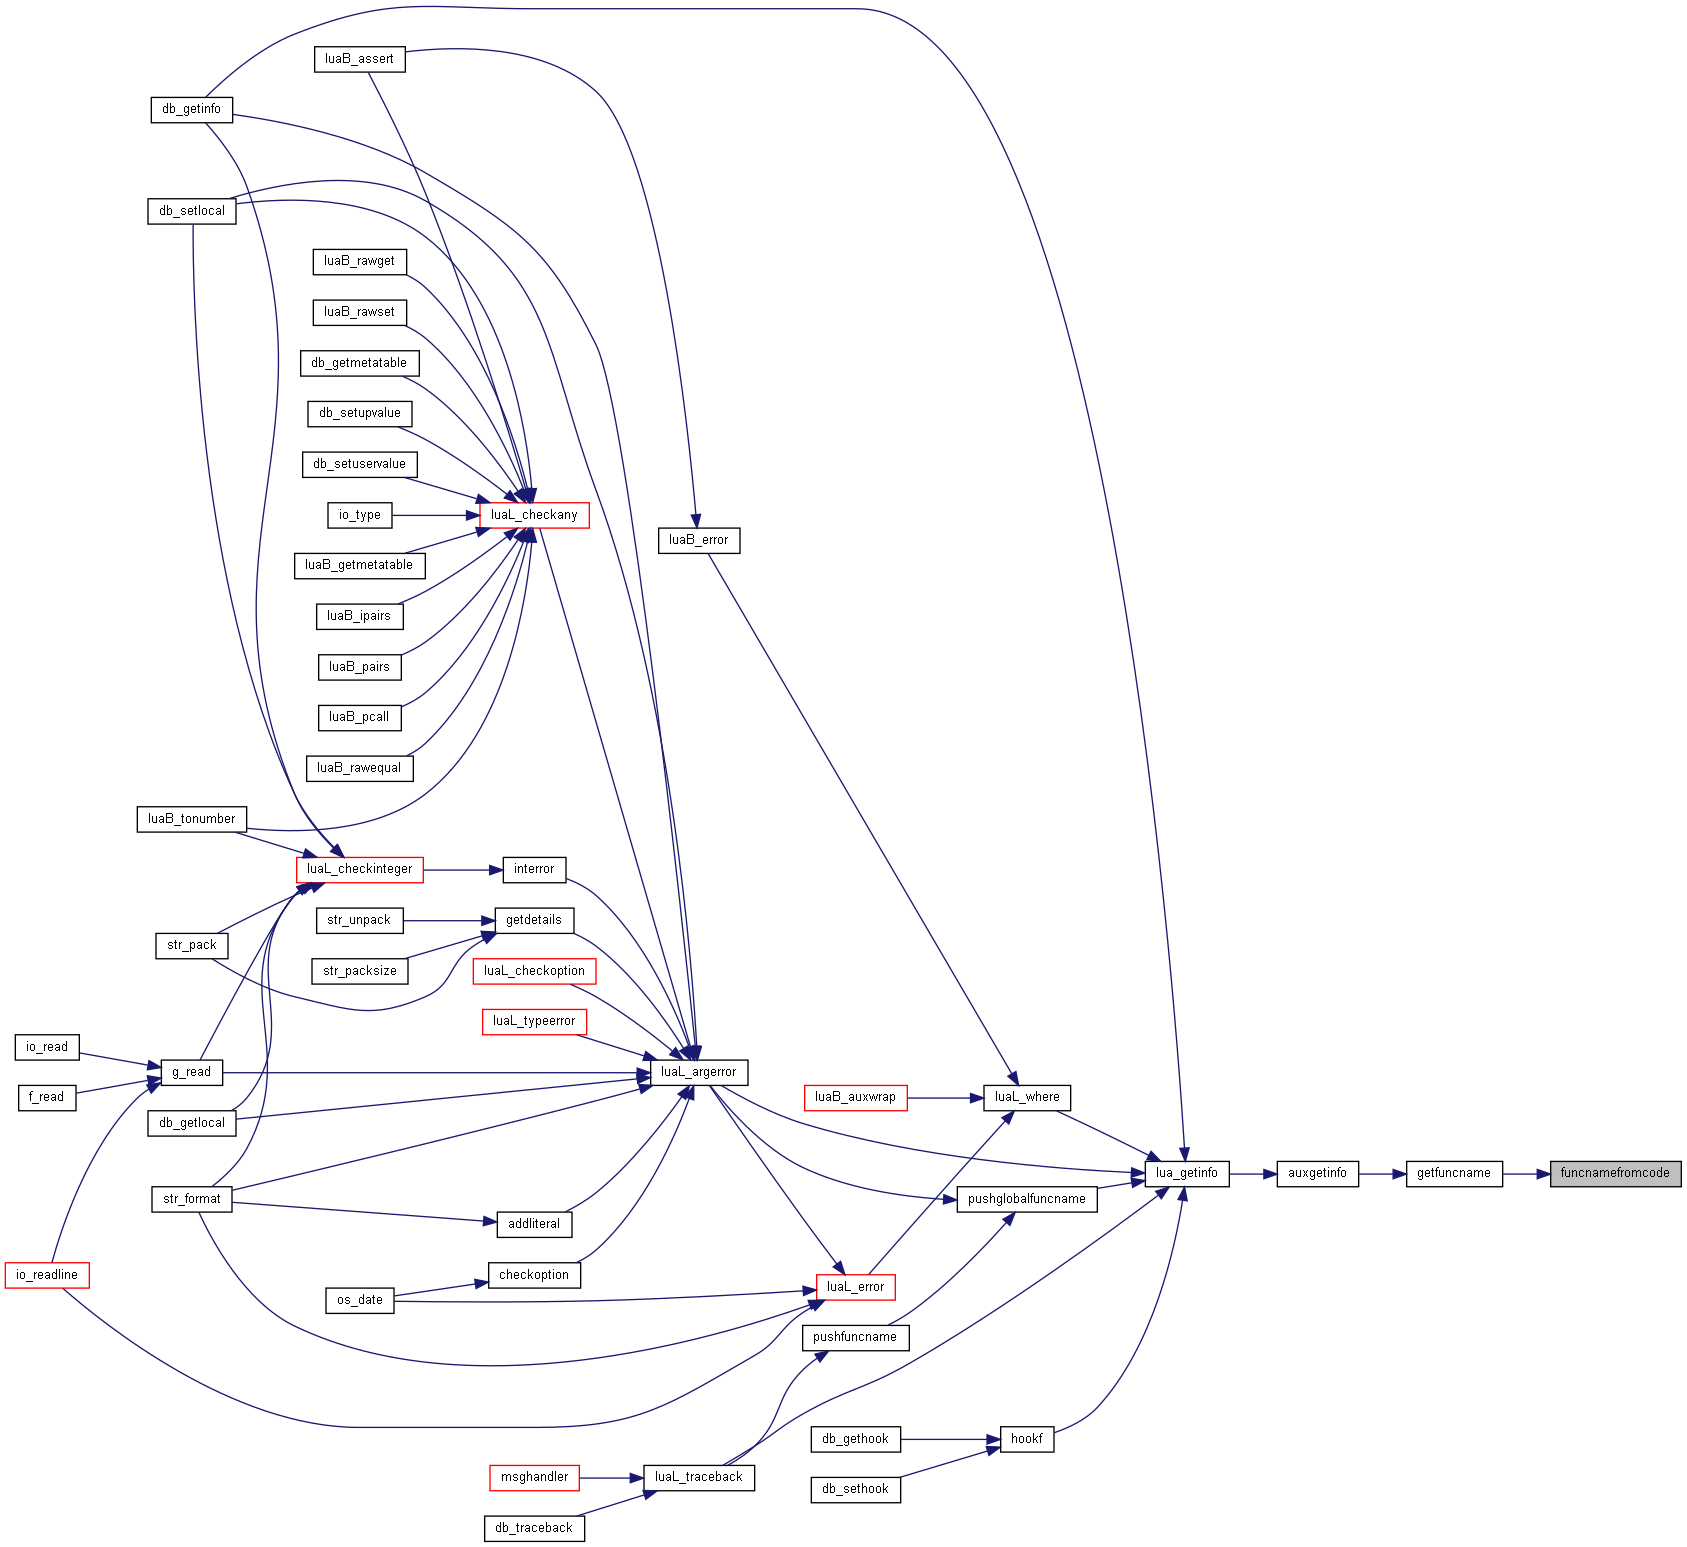 luaB_assert
db_getinfo
db_setlocal
luaB_rawget
luaB_rawset
db_getmetatable
db_setupvalue
db_setuservalue
io_type
luaL_checkany
luaB_error
luaB_getmetatable
luaB_ipairs
luaB_pairs
luaB_pcall
luaB_rawequal
luaB_tonumber
luaL_checkinteger
interror
str_unpack
getdetails
str_pack
str_packsize
luaL_checkoption
luaL_typeerror
io_read
g_read
luaL_argerror
f_read
luaB_auxwrap
luaL_where
db_getlocal
lua_getinfo
auxgetinfo
getfuncname
funcnamefromcode
str_format
pushglobalfuncname
addliteral
io_readline
checkoption
luaL_error
os_date
pushfuncname
db_gethook
hookf
msghandler
luaL_traceback
db_sethook
db_traceback